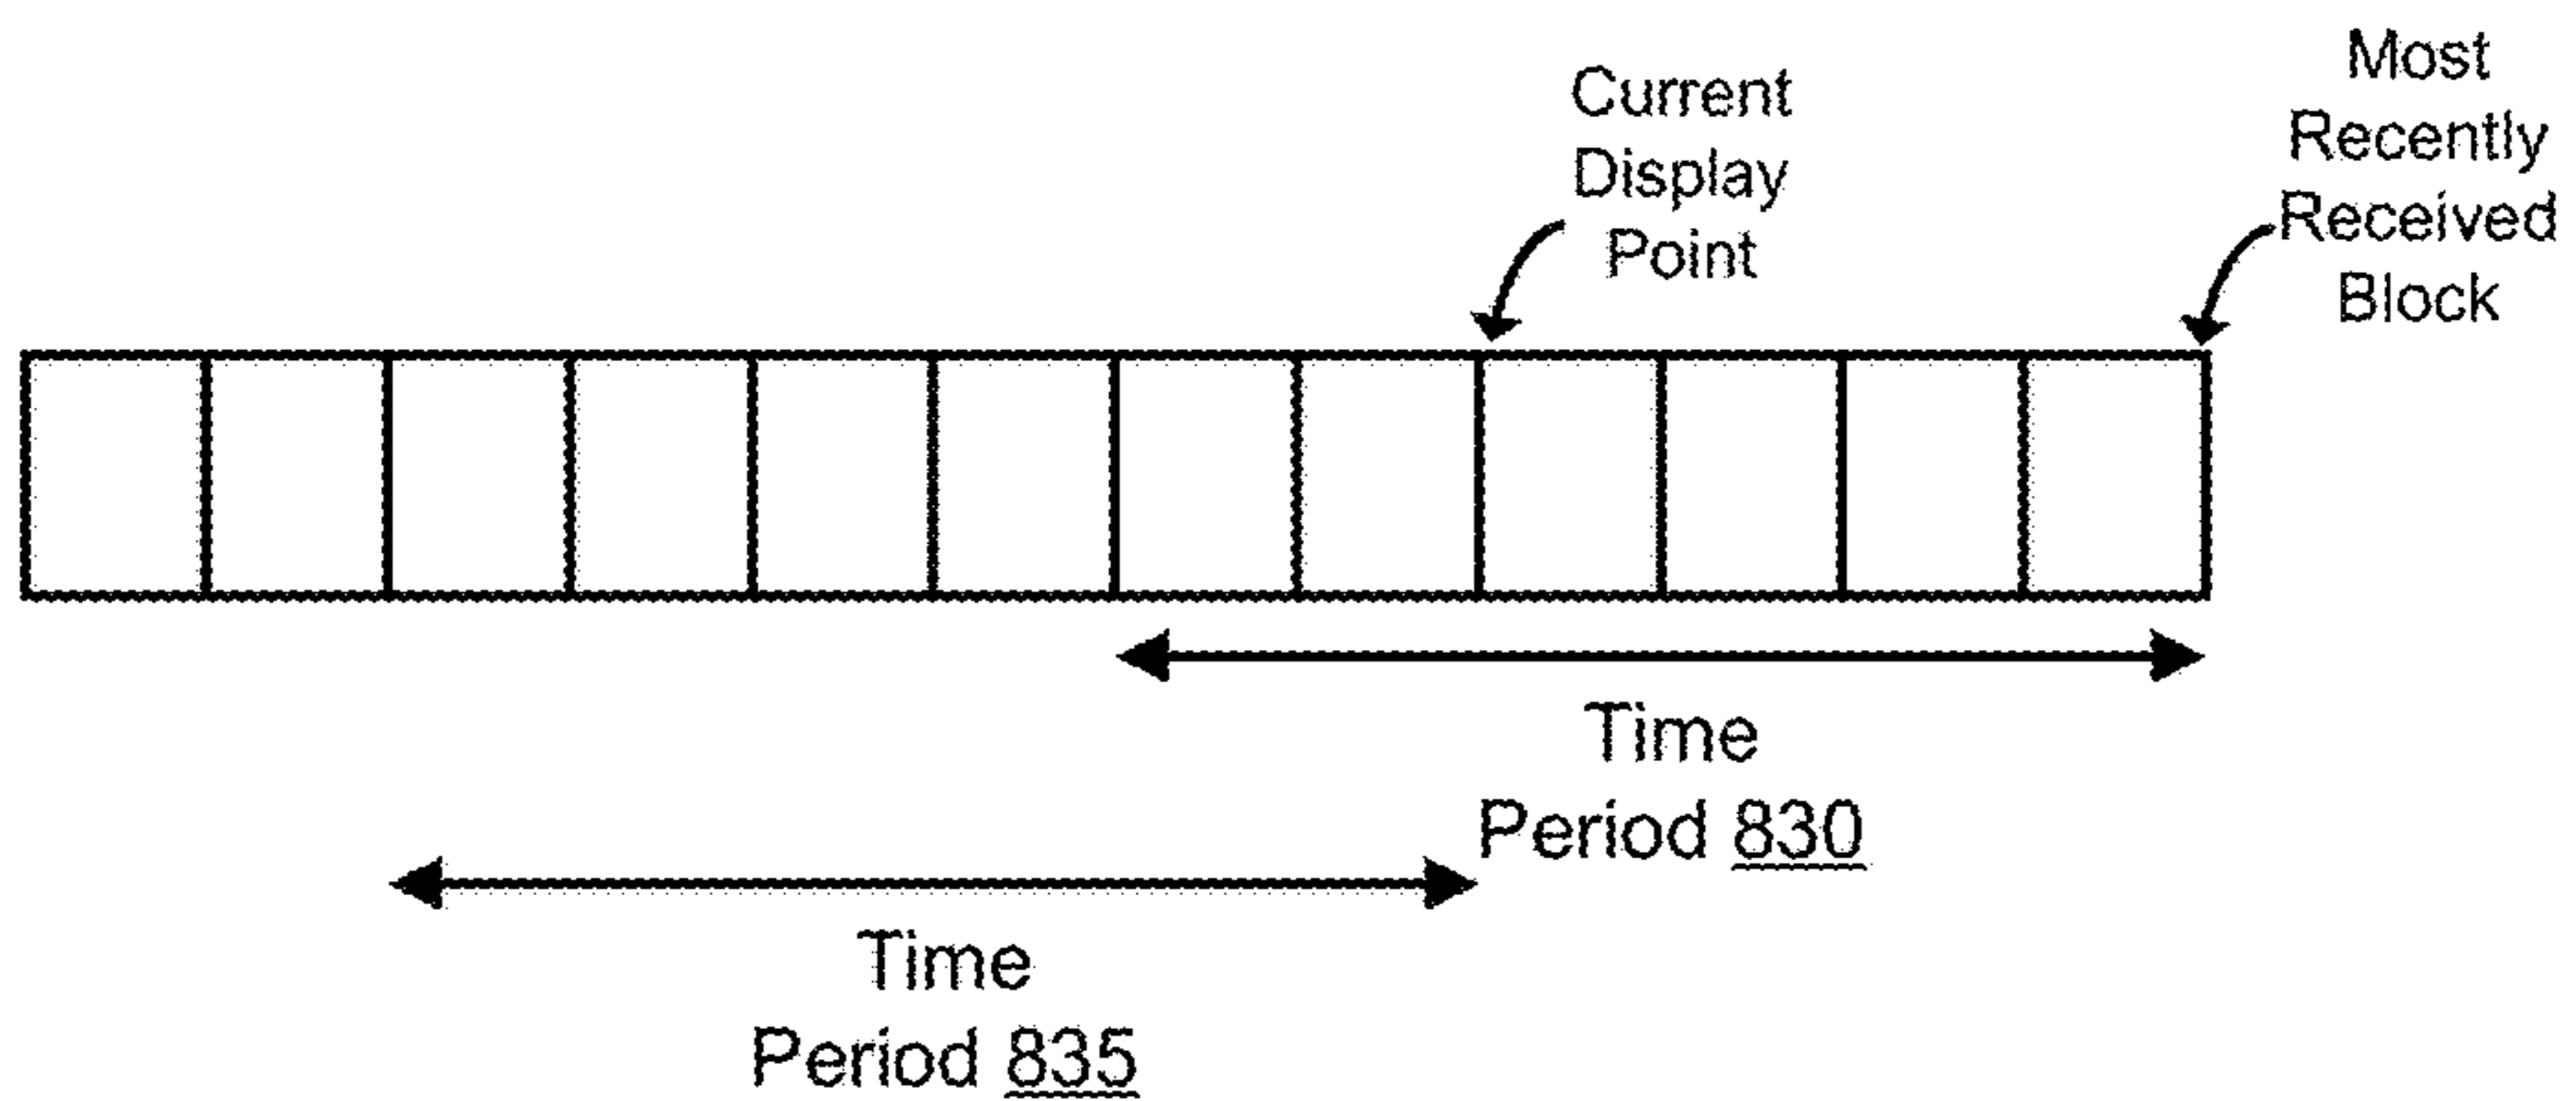 Current
Display
Point
Most
Recently
Received
Block
Time
Period 830
Time
Period 835